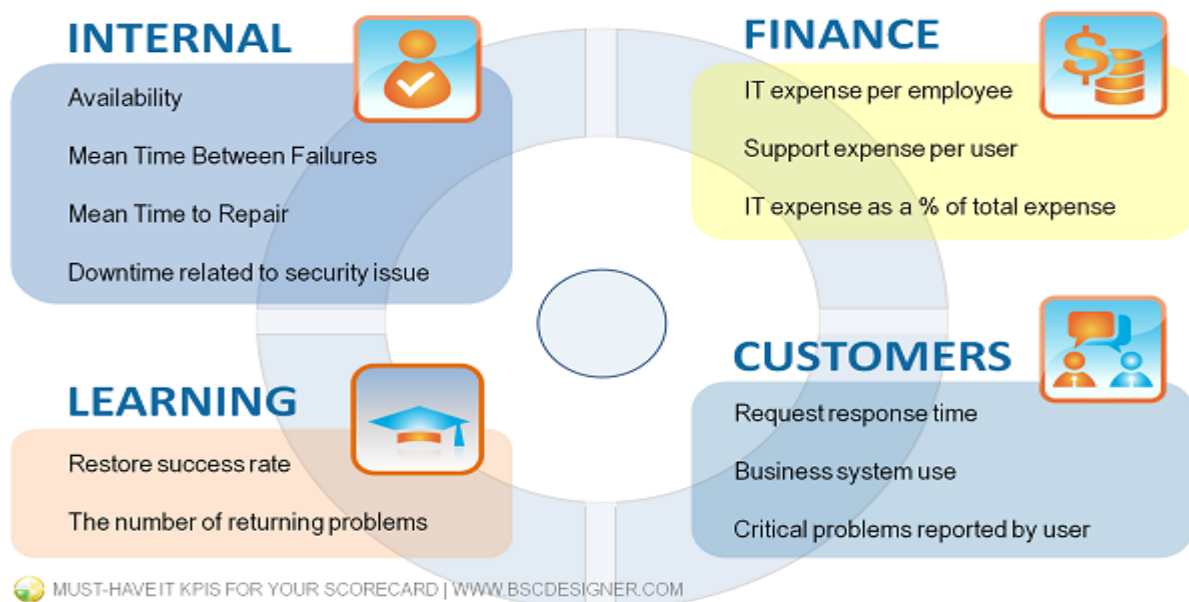 INTERNAL
Availability
Mean Time Between Failures
Mean Time to Repair
Downtime related to security issue
FINANCE
IT expense per employee
Support expense per user
IT expense as a % of total expense
LEARNING
Restore success rate
The number of returning problems
CUSTOMERS
Request response time
Business system use
Critical problems reported by user
MUST-HAVE IT KPIS FOR YOUR SCORECARD | WWW.BSCDESIGNER.COM